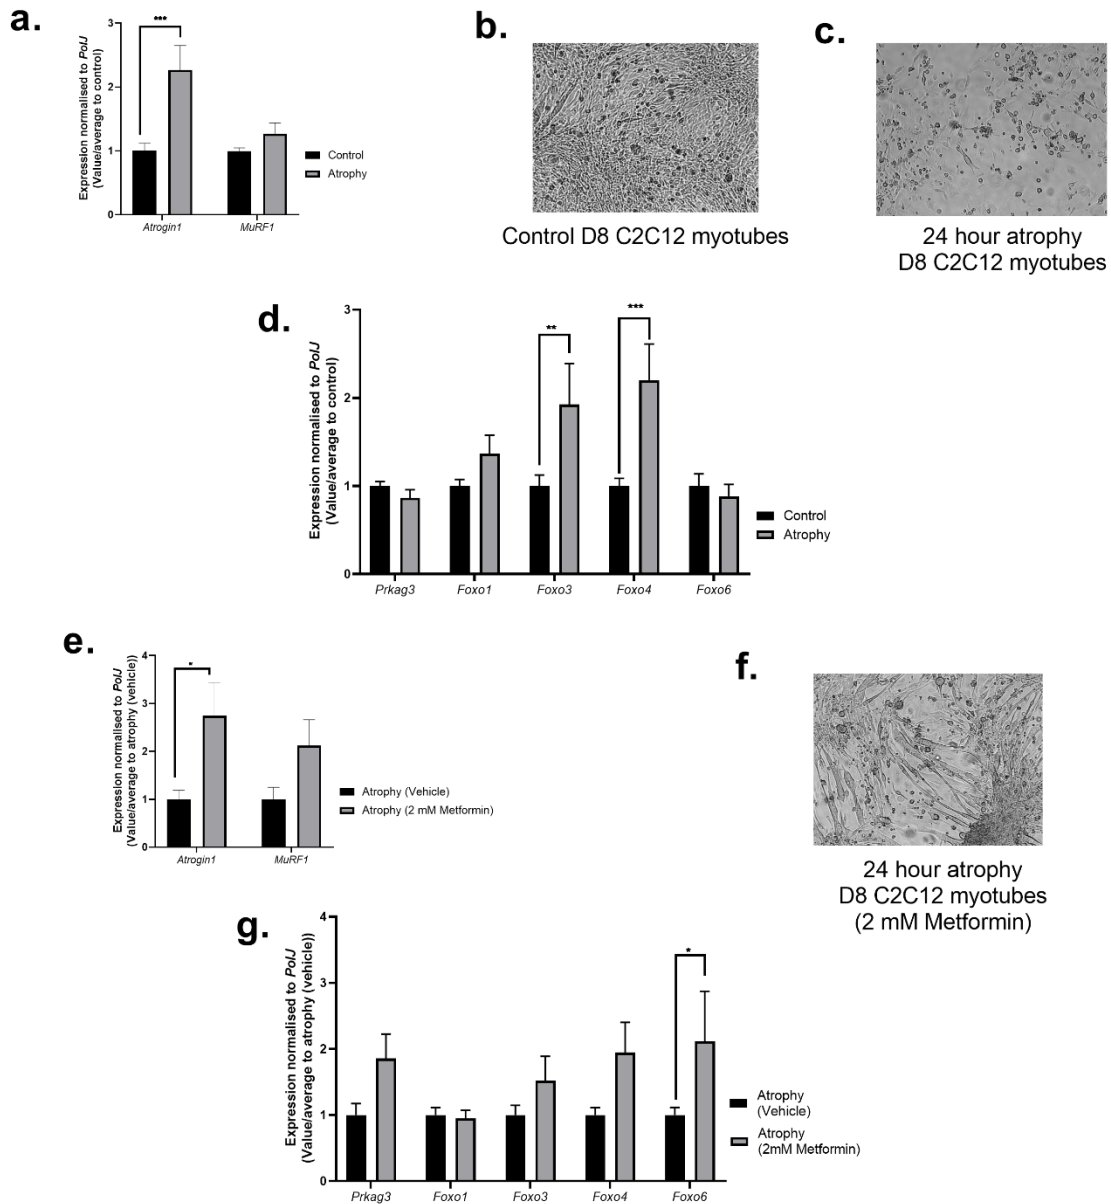 a.
Expression normalised to PolJ
(Value/average to control)
3
2
1
0
***
Atrogin1
MuRF1
Control
Atrophy
b.
Control D8 C2C12 myotubes
c.
24 hour atrophy
D8 C2C12 myotubes
d.
Expression normalised to PolJ
(Value/average to control)
3
2
1
0
**
***
Prkag3
Foxo1
Foxo3
Foxo4
Foxo6
Control
Atrophy
e.
Expression normalised to PolJ
(Value/average to atrophy (vehicle))
4
3
2
1
0
*
Atrogin1
MuRF1
Atrophy (Vehicle)
Atrophy (2 mM Metformin)
f.
24 hour atrophy
D8 C2C12 myotubes
(2 mM Metformin)
g.
Expression normalised to PolJ
(Value/average to atrophy (vehicle))
4
3
2
1
0
*
Prkag3
Foxo1
Foxo3
Foxo4
Foxo6
Atrophy
(Vehicle)
Atrophy
(2mM Metformin)